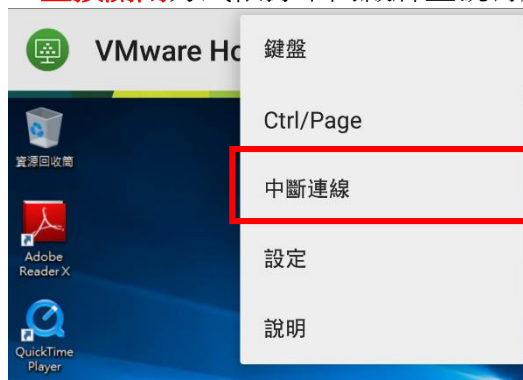 VMware Ho
鍵盤
Ctrl/Page
中斷連線
設定
說明
資源回收筒
Adobe
Reader X
QuickTime
Player